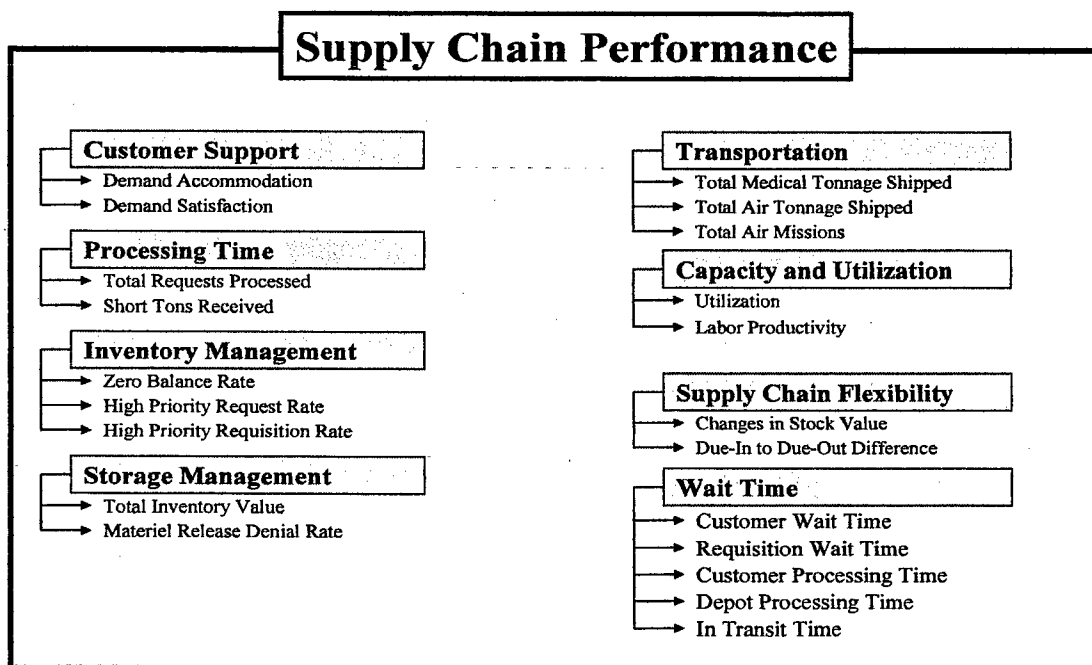 Supply Chain Performance
Customer Support
Demand Accommodation
Demand Satisfaction
Processing Time
Total Requests Processed
Short Tons Received
Inventory Management
Zero Balance Rate
High Priority Request Rate
High Priority Requisition Rate
Storage Management
Total Inventory Value
Materiel Release Denial Rate
Transportation
Total Medical Tonnage Shipped
Total Air Tonnage Shipped
Total Air Missions
Capacity and Utilization
Utilization
Labor Productivity
Supply Chain Flexibility
Changes in Stock Value
Due-In to Due-Out Difference
Wait Time
Customer Wait Time
Requisition Wait Time
Customer Processing Time
Depot Processing Time
In Transit Time